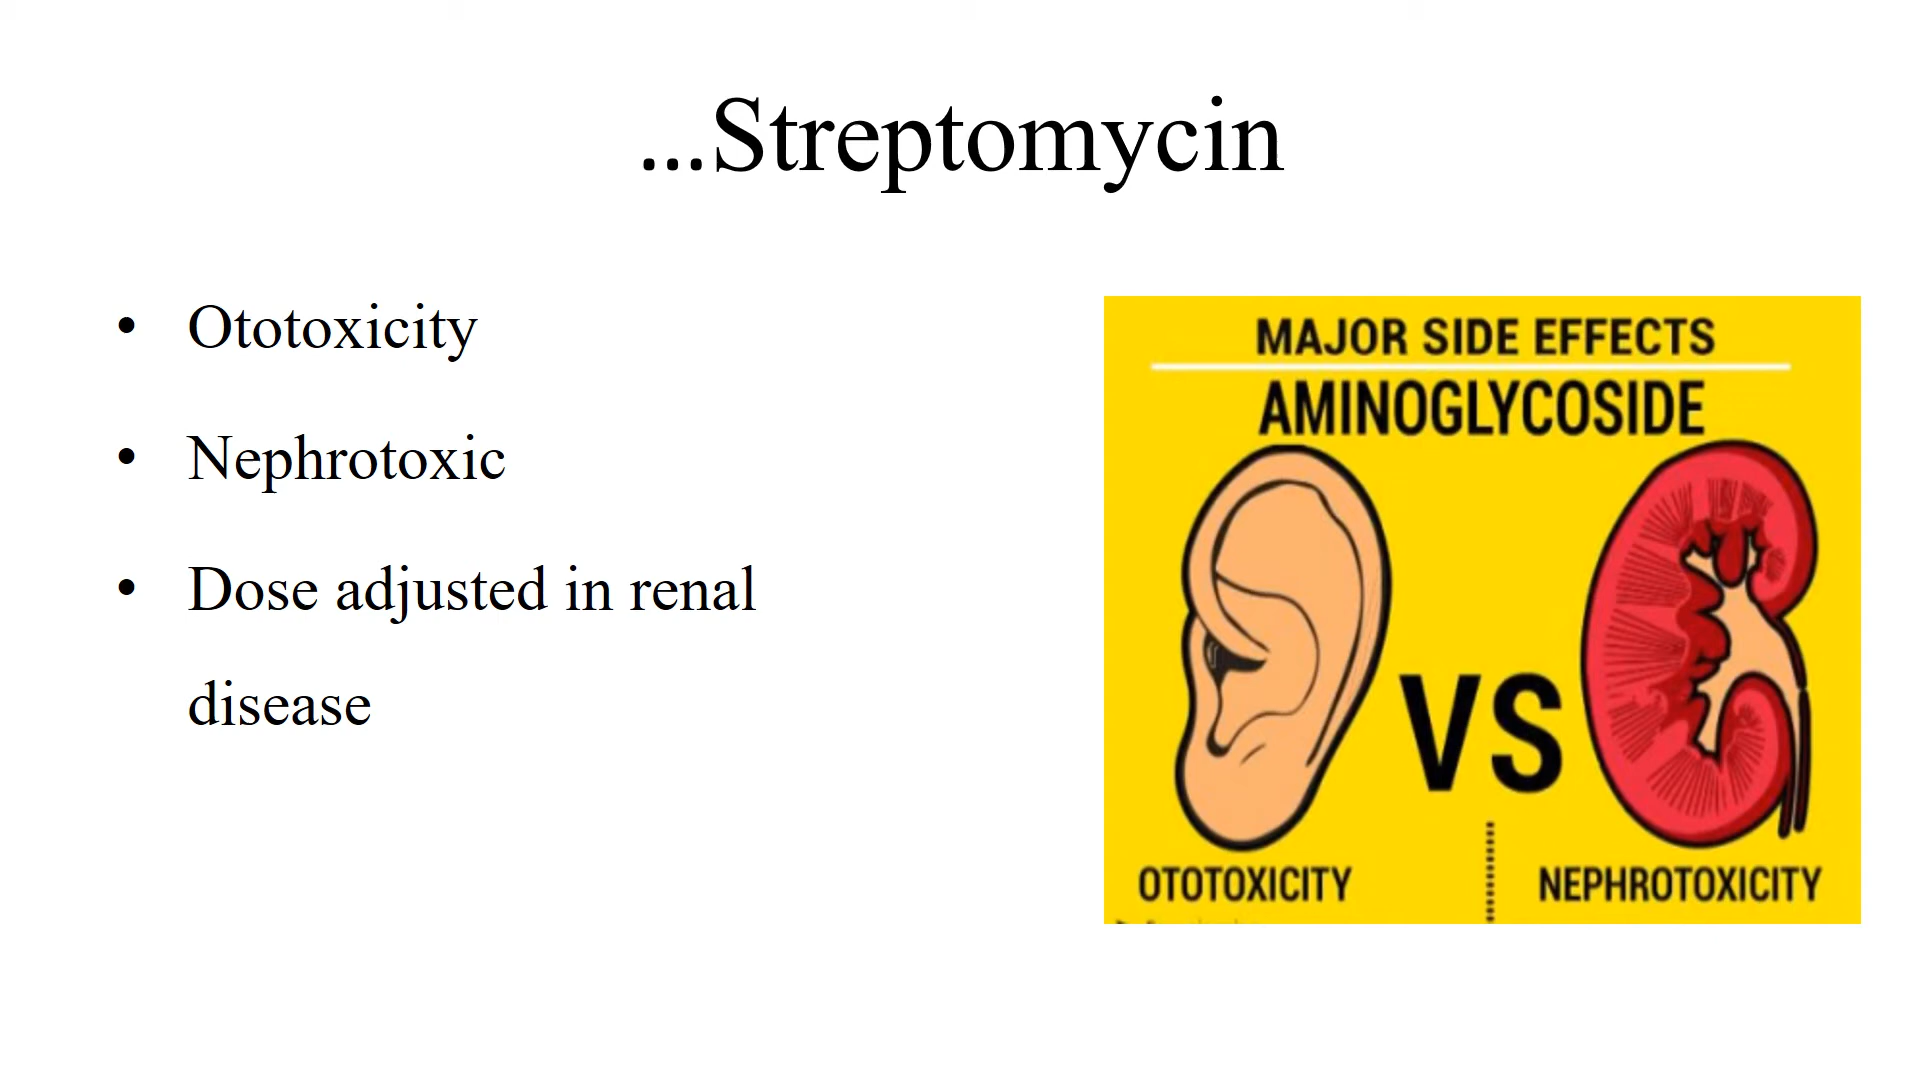 ...Streptomycin
• Ototoxicity
• Nephrotoxic
• Dose adjusted in renal
disease
MAJOR SIDE EFFECTS
AMINOGLYCOSIDE
VS
OTOTOXICITY
NEPHROTOXICITY